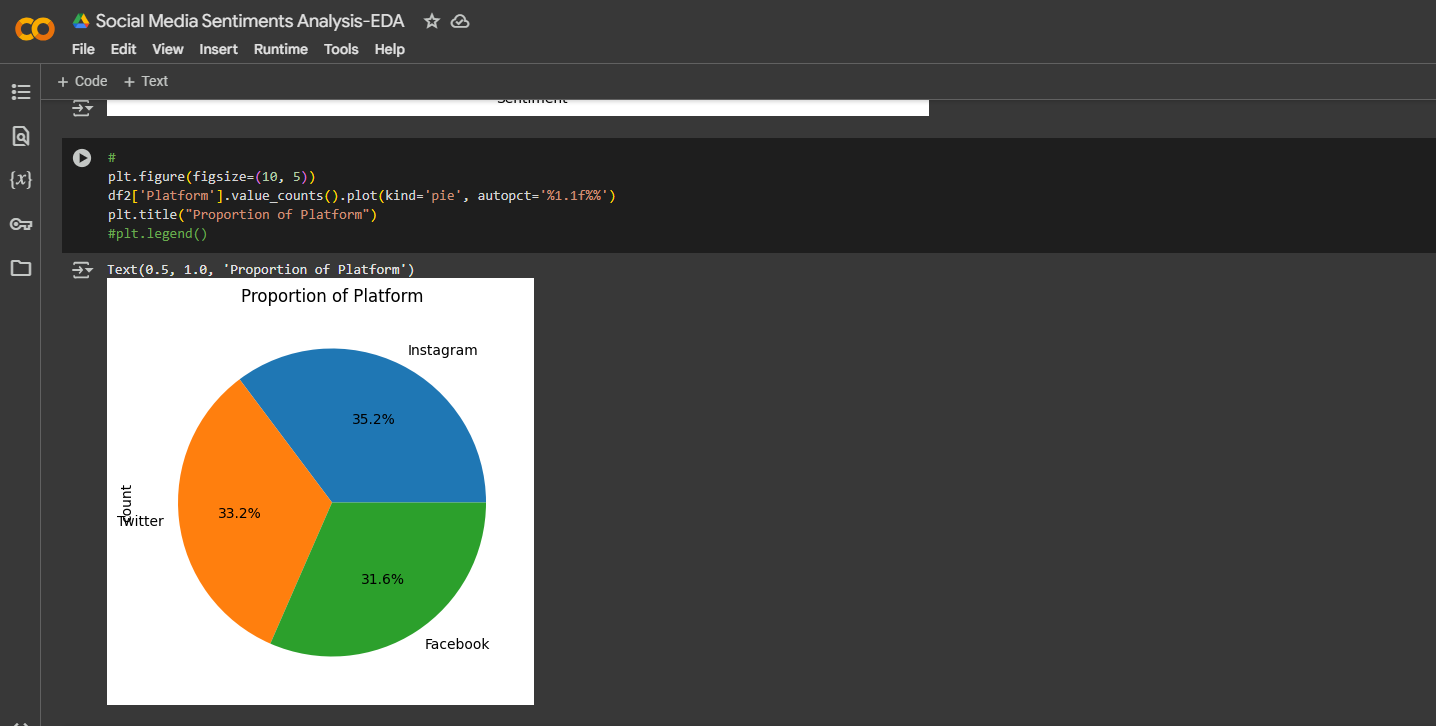 Social Media Sentiments Analysis-EDA
File Edit View Insert Runtime Tools Help
+ Code + Text
Sentiment
#
plt.figure(figsize=(10, 5))
df2['Platform'].value_counts().plot(kind='pie', autopct='%1.1f%%')
plt.title("Proportion of Platform")
#plt.legend()
Text(0.5, 1.0, 'Proportion of Platform')
Proportion of Platform
Instagram
35.2%
count
Twitter
33.2%
31.6%
Facebook
{x}